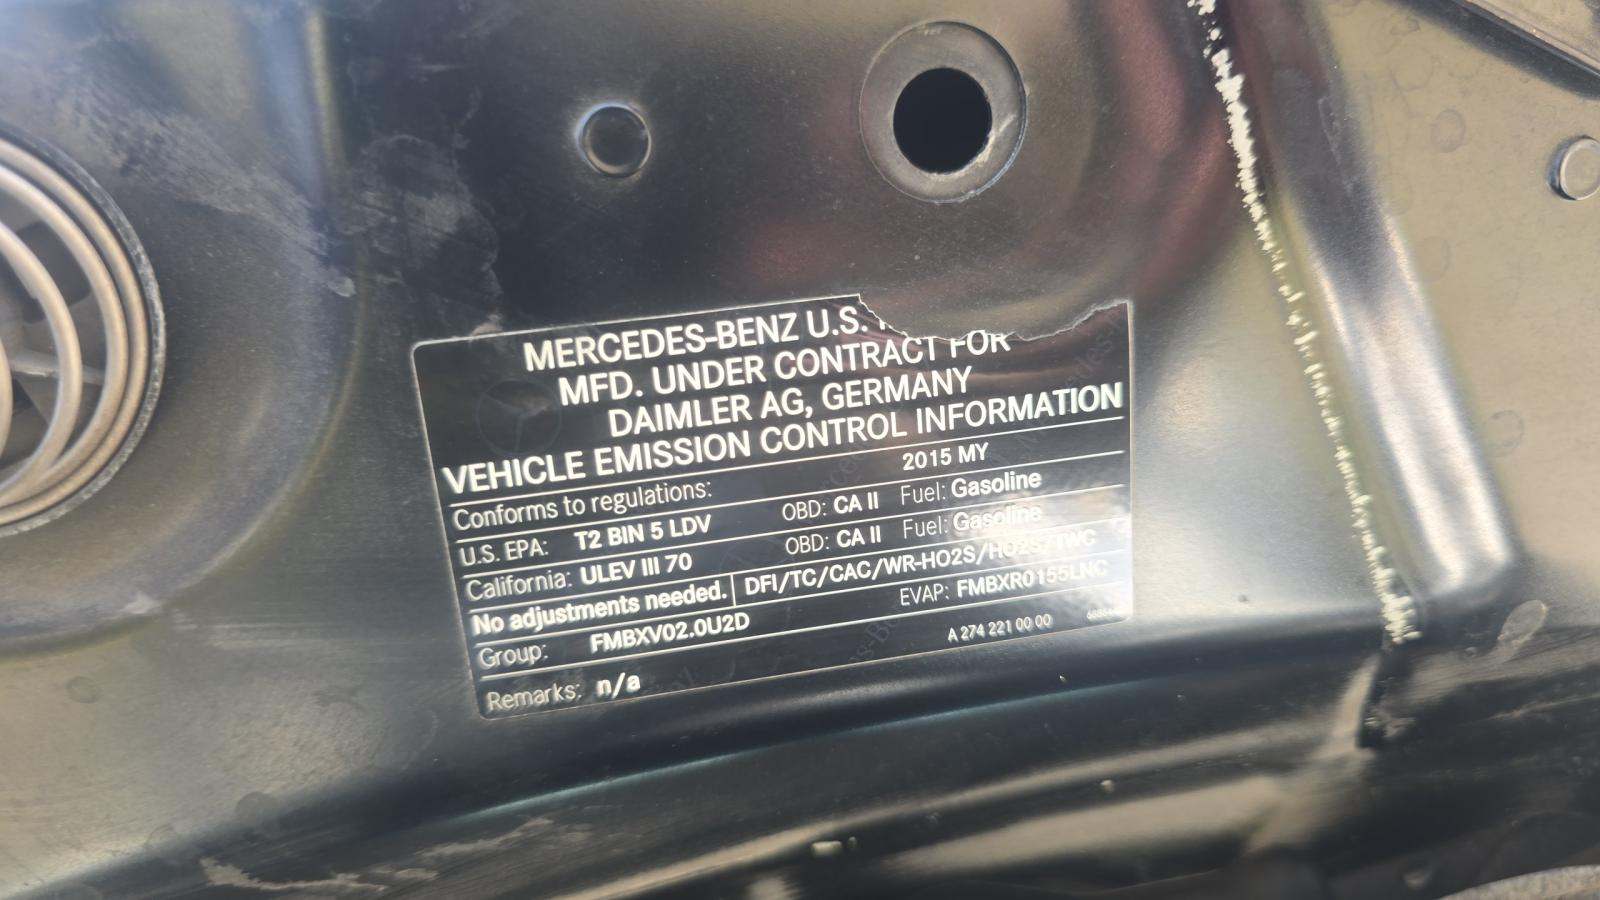 MERCEDES-BENZ U.S.
MFD. UNDER CONTRACT FOR
DAIMLER AG, GERMANY
VEHICLE EMISSION CONTROL INFORMATION
Conforms to regulations: 2015 MY
U.S. EPA: T2 BIN 5 LDV OBD: CA II Fuel: Gasoline
California: ULEV III 70 OBD: CA II Fuel: Gasoline
No adjustments needed. DFI/TC/CAC/WR-HO2S/HO2S/TWC
Group: FMBXV02.0U2D EVAP: FMBXR0155LNC
Remarks: n/a A 274 221 00 00